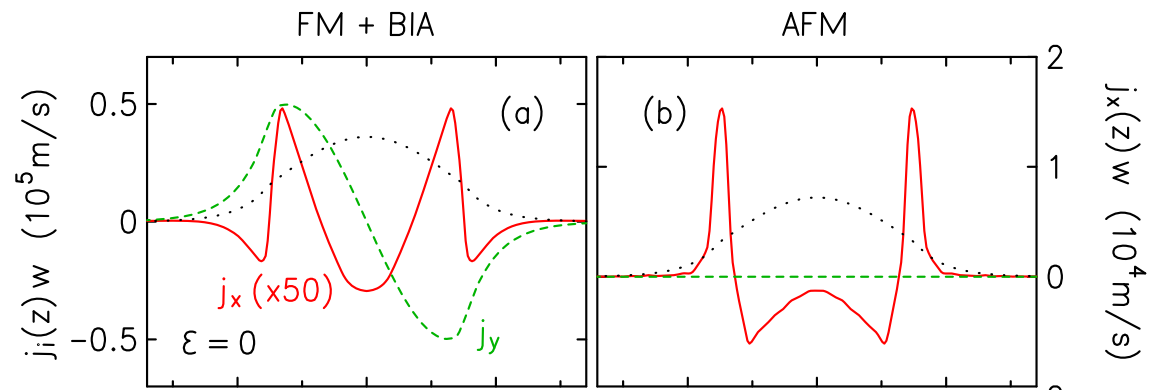 FM + BIA
AFM
j_i(z) w (10^5 m/s)
0.5
0
-0.5
(a)
j_x (x50)
j_y
ℰ = 0
(b)
2
1
0
j_x(z) w (10^4 m/s)